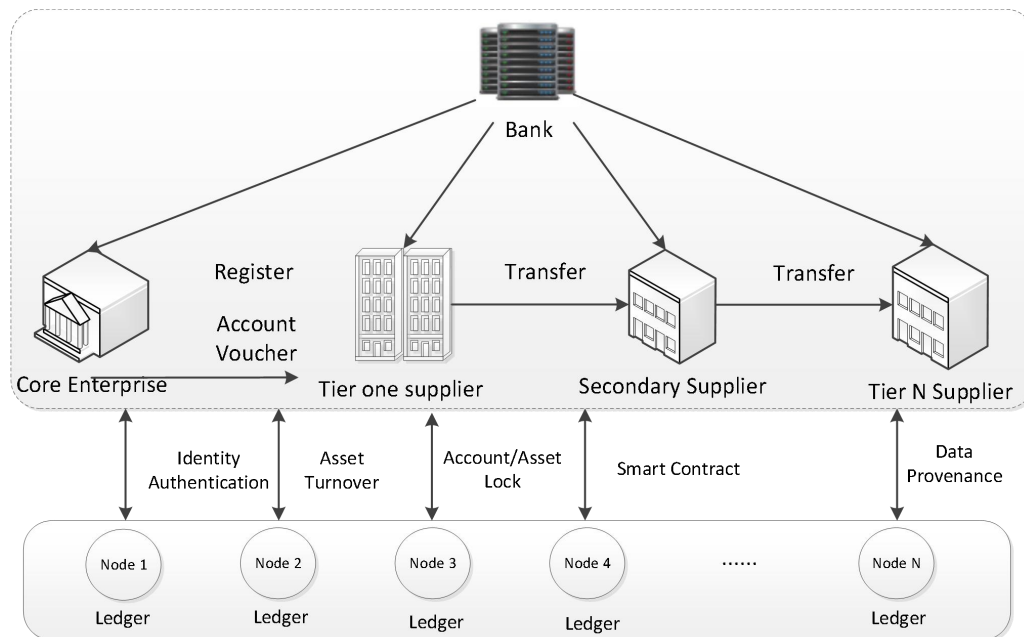 Bank
Register
Transfer
Transfer
Account
Voucher
Core Enterprise
Tier one supplier
Secondary Supplier
Tier N Supplier
Identity
Authentication
Asset
Turnover
Account/Asset
Lock
Smart Contract
Data
Provenance
Node 1
Node 2
Node 3
Node 4
......
Node N
Ledger
Ledger
Ledger
Ledger
Ledger